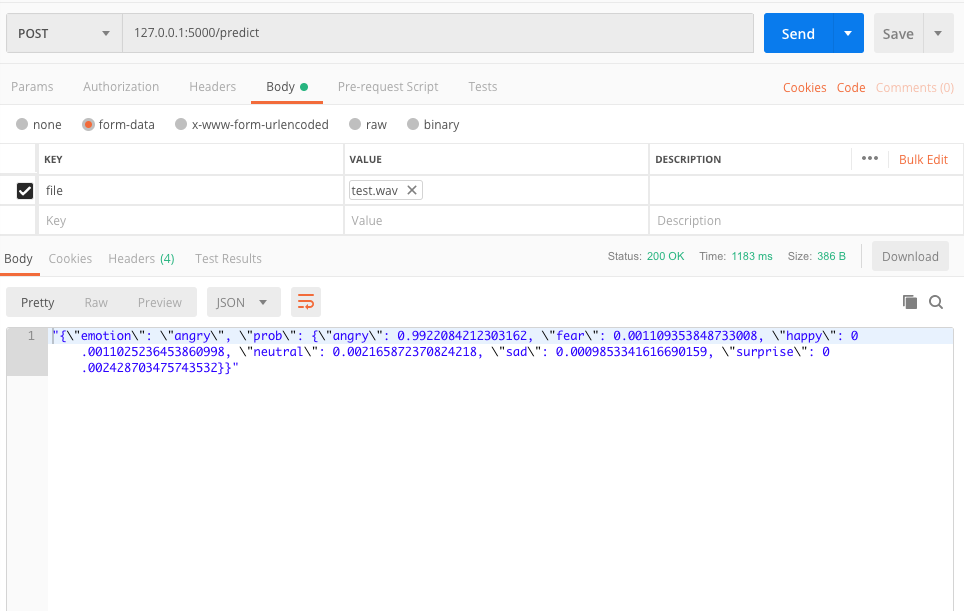 POST 127.0.0.1:5000/predict Send Save
Params Authorization Headers Body Pre-request Script Tests Cookies Code Comments (0)
none form-data x-www-form-urlencoded raw binary
KEY VALUE DESCRIPTION ••• Bulk Edit
file test.wav
Key Value Description
Body Cookies Headers (4) Test Results Status: 200 OK Time: 1183 ms Size: 386 B Download
Pretty Raw Preview JSON
1 "{\"emotion\": \"angry\", \"prob\": {\"angry\": 0.9922084212303162, \"fear\": 0.001109353848733008, \"happy\": 0
.0011025236453860998, \"neutral\": 0.002165872370824218, \"sad\": 0.0009853341616690159, \"surprise\": 0
.002428703475743532}}"